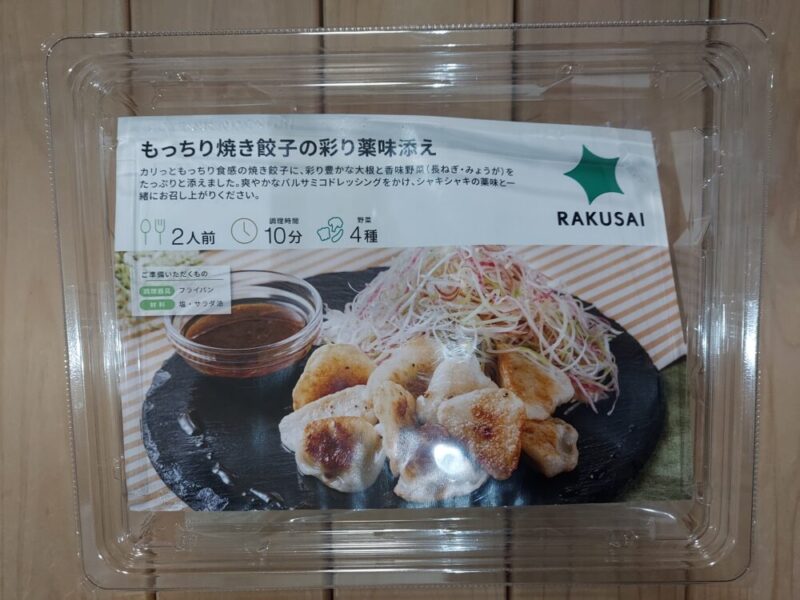 もっちり焼き餃子の彩り薬味添え
カリっともっちり食感の焼き餃子に、彩り豊かな大根と香味野菜(長ねぎ・みょうが)を
たっぷりと添えました。爽やかなバルサミコドレッシングをかけ、シャキシャキの薬味と一
緒にお召し上がりください。
RAKUSAI
2人前
調理時間
10分
野菜
4種
ご準備いただくもの
調理器具 フライパン
材料 塩・サラダ油